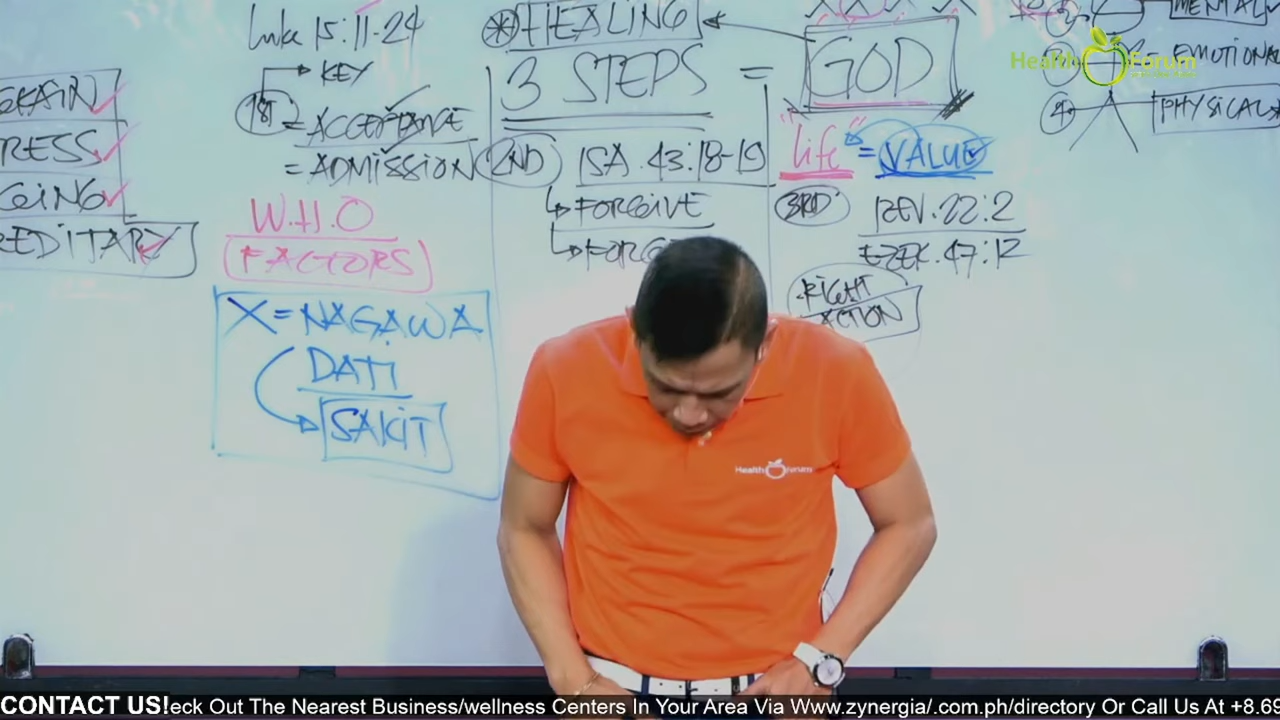 Luke 15:11-24
KEY
1st = ACCEPTANCE
= ADMISSION
HEALING
3 STEPS = GOD
2ND ISA. 43:18-19
FORGIVE
"Life" = VALUE
3RD REV. 22:2
EZEK. 47:12
RIGHT
ACTION
W.H.O
FACTORS
X = NAGAWA
DATI
SAKIT
MENTAL
EMOTIONAL
4 PHYSICAL
Health Forum
Health Forum
CONTACT US! eck Out The Nearest Business/wellness Centers In Your Area Via Www.zynergia/.com.ph/directory Or Call Us At +8.69